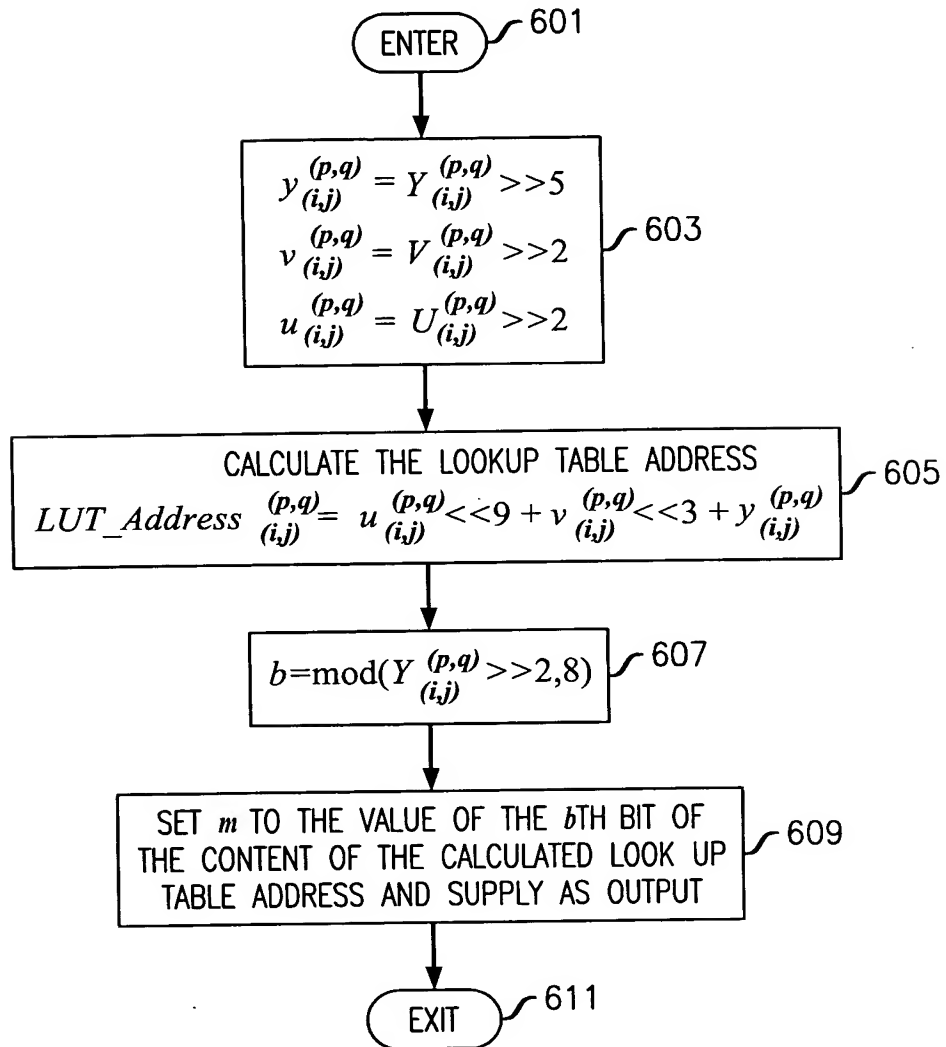 ENTER
601
y (i,j) (p,q) = Y (i,j) (p,q) >>5
v (i,j) (p,q) = V (i,j) (p,q) >>2
u (i,j) (p,q) = U (i,j) (p,q) >>2
603
CALCULATE THE LOOKUP TABLE ADDRESS
LUT_Address (i,j) (p,q) = u (i,j) (p,q) <<9 + v (i,j) (p,q) <<3 + y (i,j) (p,q)
605
b=mod(Y (i,j) (p,q) >>2,8)
607
SET m TO THE VALUE OF THE bTH BIT OF
THE CONTENT OF THE CALCULATED LOOK UP
TABLE ADDRESS AND SUPPLY AS OUTPUT
609
EXIT
611